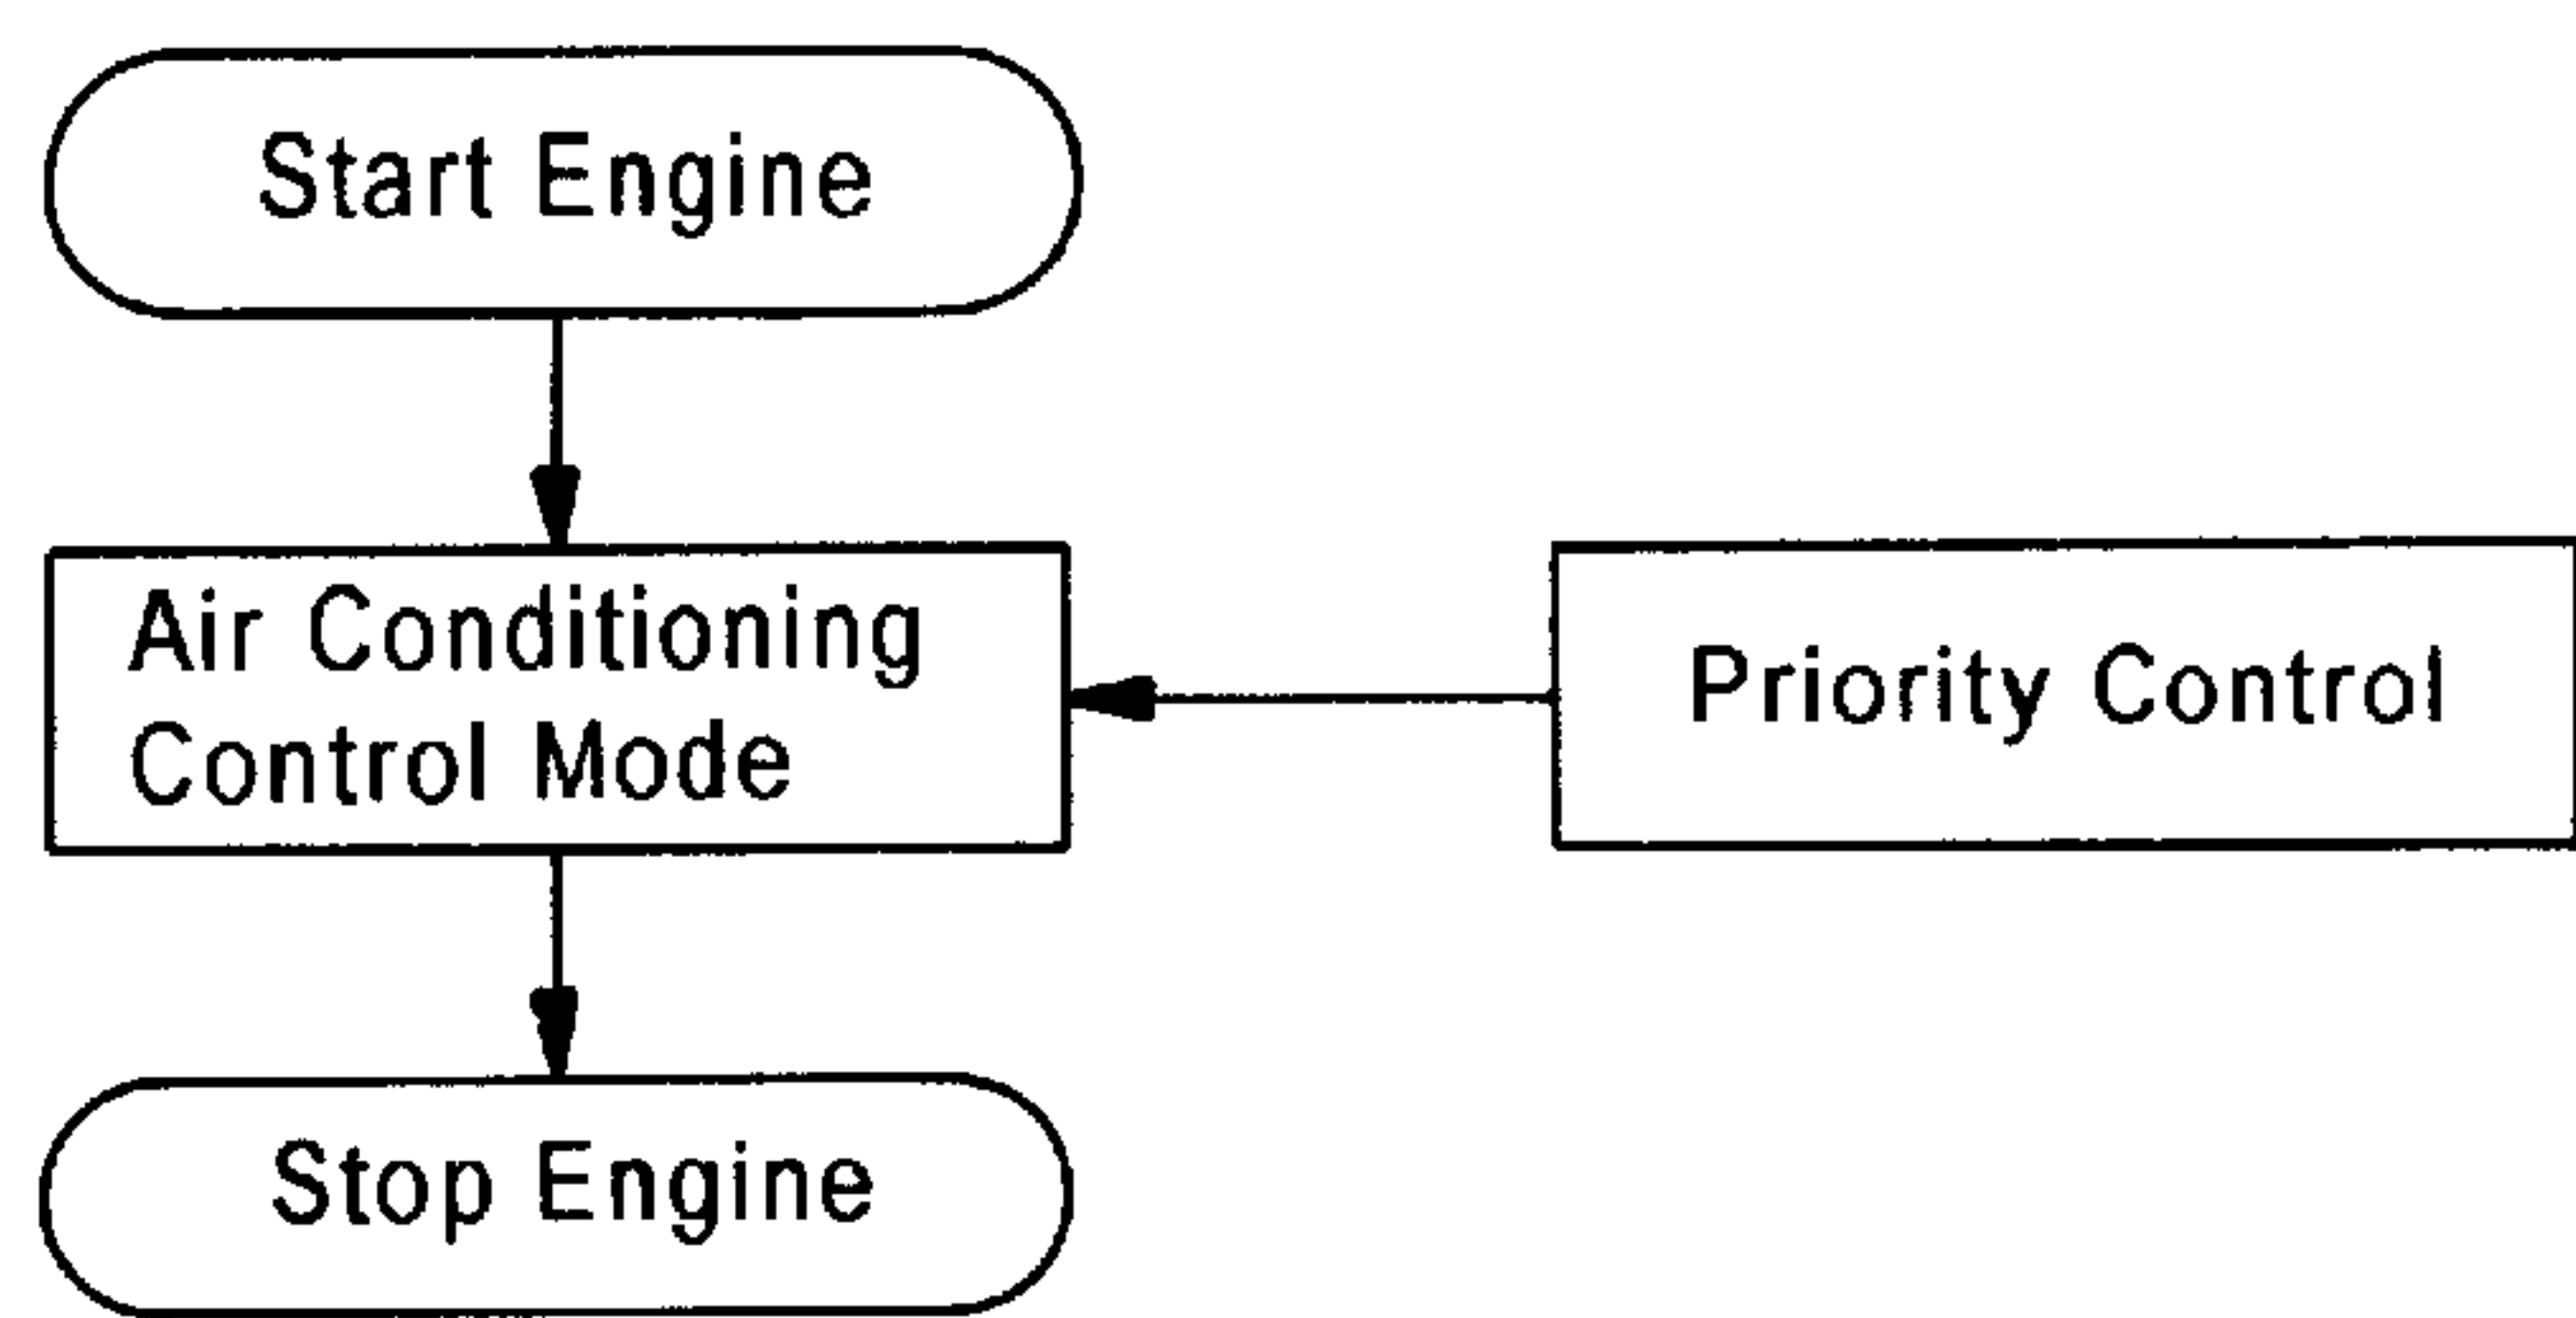 Start Engine
Air Conditioning
Control Mode
Priority Control
Stop Engine